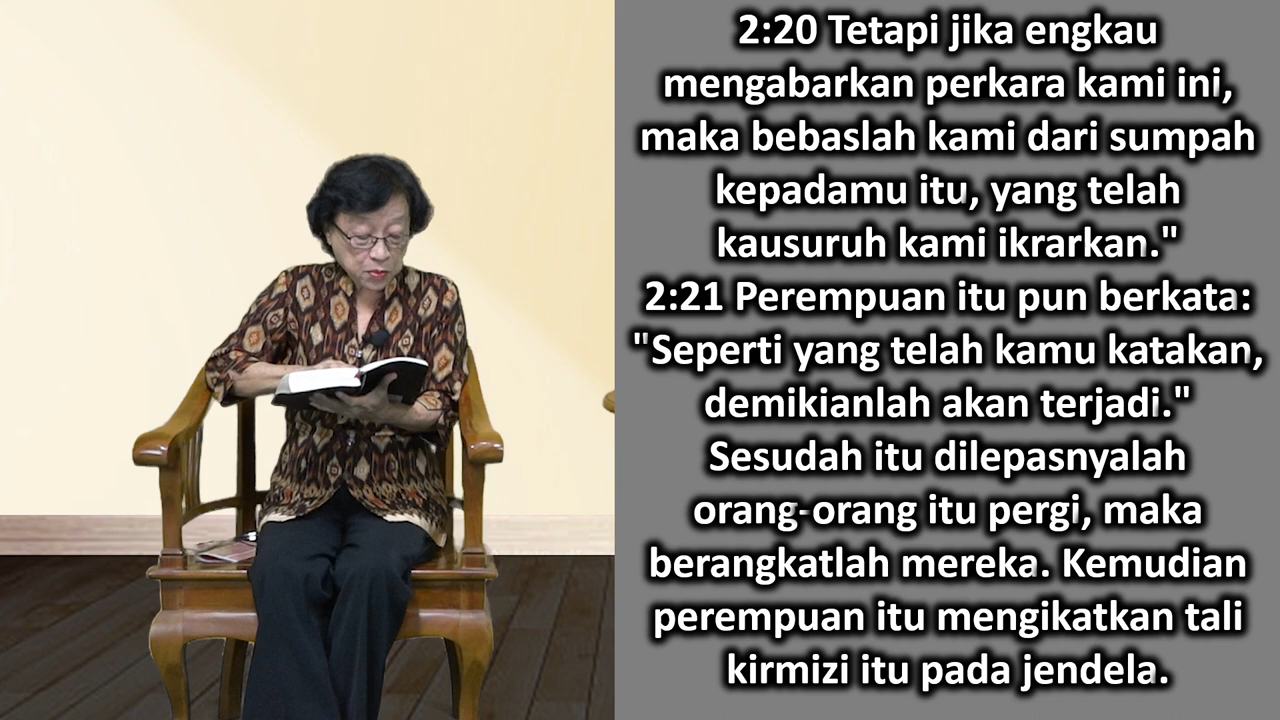 2:20 Tetapi jika engkau
mengabarkan perkara kami ini,
maka bebaslah kami dari sumpah
kepadamu itu, yang telah
kausuruh kami ikrarkan."
2:21 Perempuan itu pun berkata:
"Seperti yang telah kamu katakan,
demikianlah akan terjadi."
Sesudah itu dilepasnyalah
orang-orang itu pergi, maka
berangkatlah mereka. Kemudian
perempuan itu mengikatkan tali
kirmizi itu pada jendela.